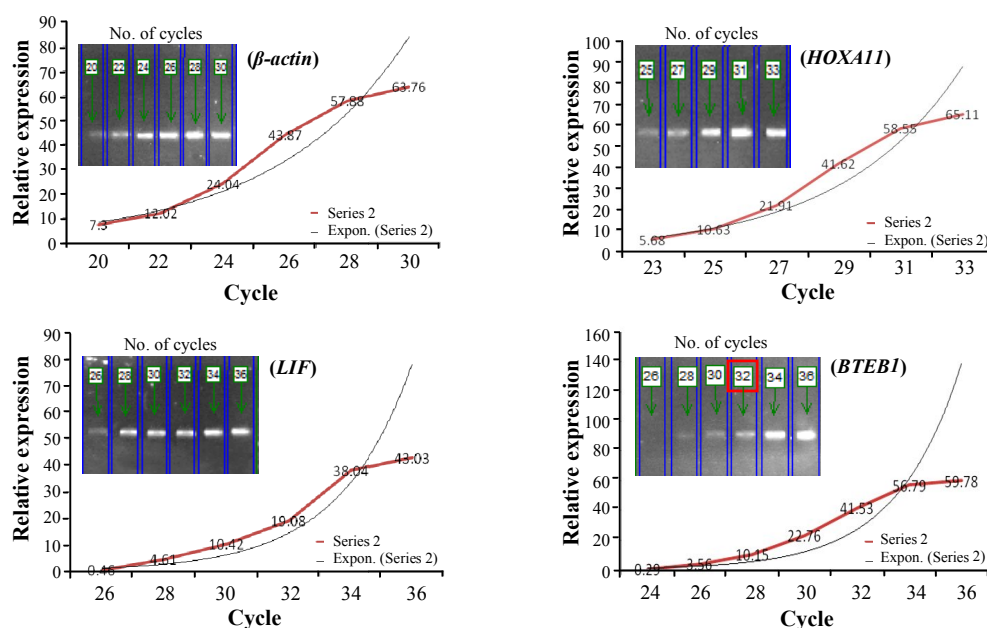 Relative expression
90
80
70
60
50
40
30
20
10
0
No. of cycles
(β-actin)
20 22 24 26 28 30
7.3
12.02
24.04
43.87
57.88
63.76
Series 2
Expon. (Series 2)
20 22 24 26 28 30
Cycle
Relative expression
100
90
80
70
60
50
40
30
20
10
0
No. of cycles
(HOXA11)
25 27 29 31 33
5.68
10.63
21.91
41.62
58.55
65.11
Series 2
Expon. (Series 2)
23 25 27 29 31 33
Cycle
Relative expression
90
80
70
60
50
40
30
20
10
0
No. of cycles
(LIF)
26 28 30 32 34 36
0.46
4.61
10.42
19.08
38.04
43.03
Series 2
Expon. (Series 2)
26 28 30 32 34 36
Cycle
Relative expression
160
140
120
100
80
60
40
20
0
No. of cycles
(BTEB1)
26 28 30 32 34 36
0.29
3.56
10.15
22.76
41.53
56.79
59.78
Series 2
Expon. (Series 2)
24 26 28 30 32 34 36
Cycle